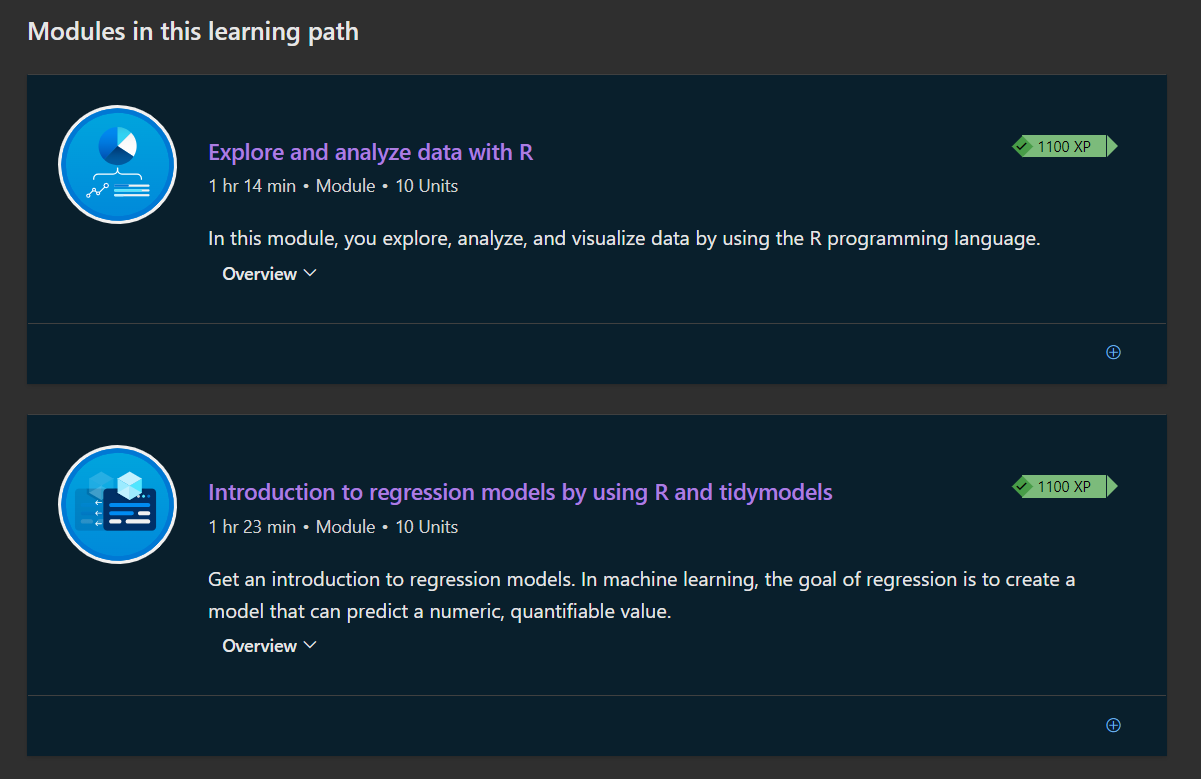 Modules in this learning path
Explore and analyze data with R
1100 XP
1 hr 14 min • Module • 10 Units
In this module, you explore, analyze, and visualize data by using the R programming language.
Overview
Introduction to regression models by using R and tidymodels
1100 XP
1 hr 23 min • Module • 10 Units
Get an introduction to regression models. In machine learning, the goal of regression is to create a
model that can predict a numeric, quantifiable value.
Overview